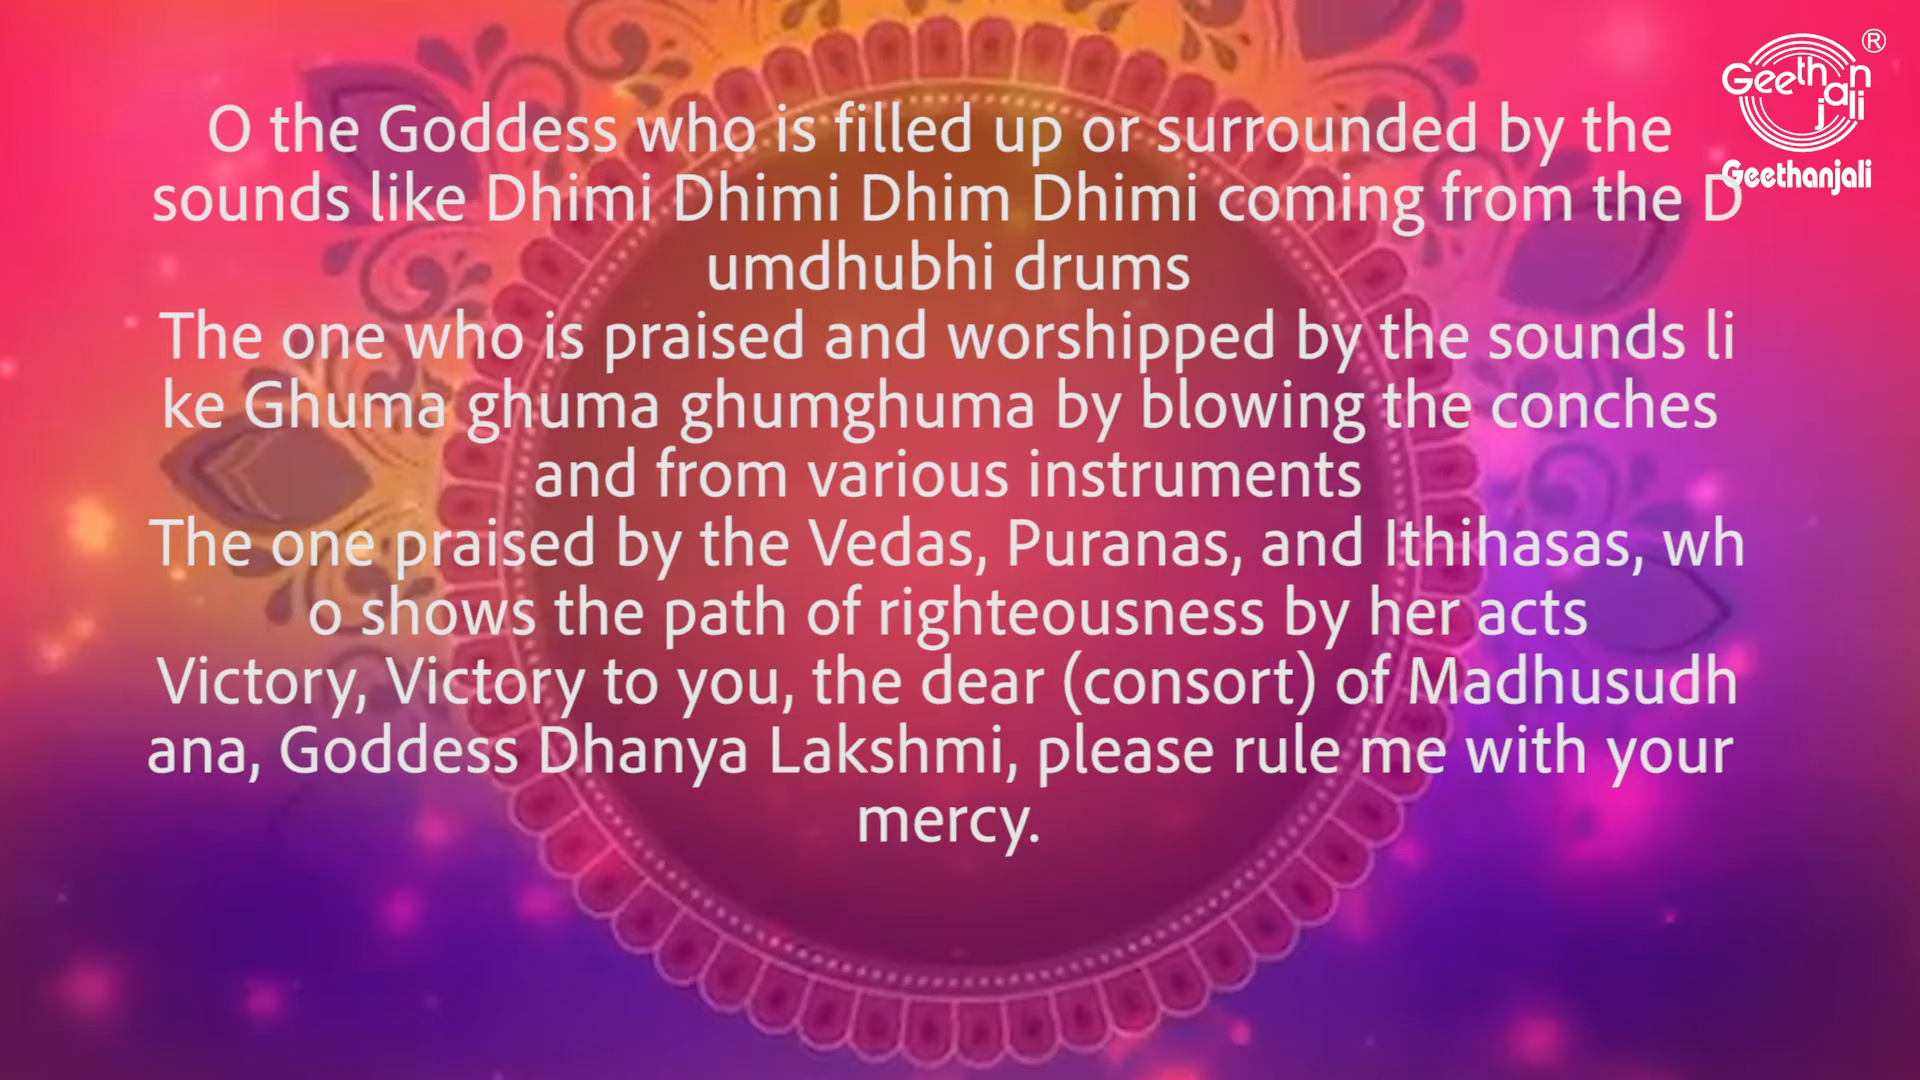 O the Goddess who is filled up or surrounded by the
sounds like Dhimi Dhimi Dhim Dhimi coming from the D
umdhubhi drums
The one who is praised and worshipped by the sounds li
ke Ghuma ghuma ghumghuma by blowing the conches
and from various instruments
The one praised by the Vedas, Puranas, and Ithihasas, wh
o shows the path of righteousness by her acts
Victory, Victory to you, the dear (consort) of Madhusudh
ana, Goddess Dhanya Lakshmi, please rule me with your
mercy.
Geethanjali ®
Geethanjali